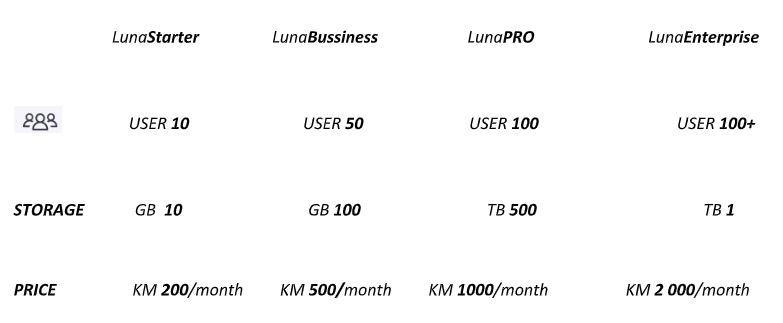 LunaStarter LunaBussiness LunaPRO LunaEnterprise
USER 10 USER 50 USER 100 USER 100+
STORAGE GB 10 GB 100 TB 500 TB 1
PRICE KM 200/month KM 500/month KM 1000/month KM 2 000/month